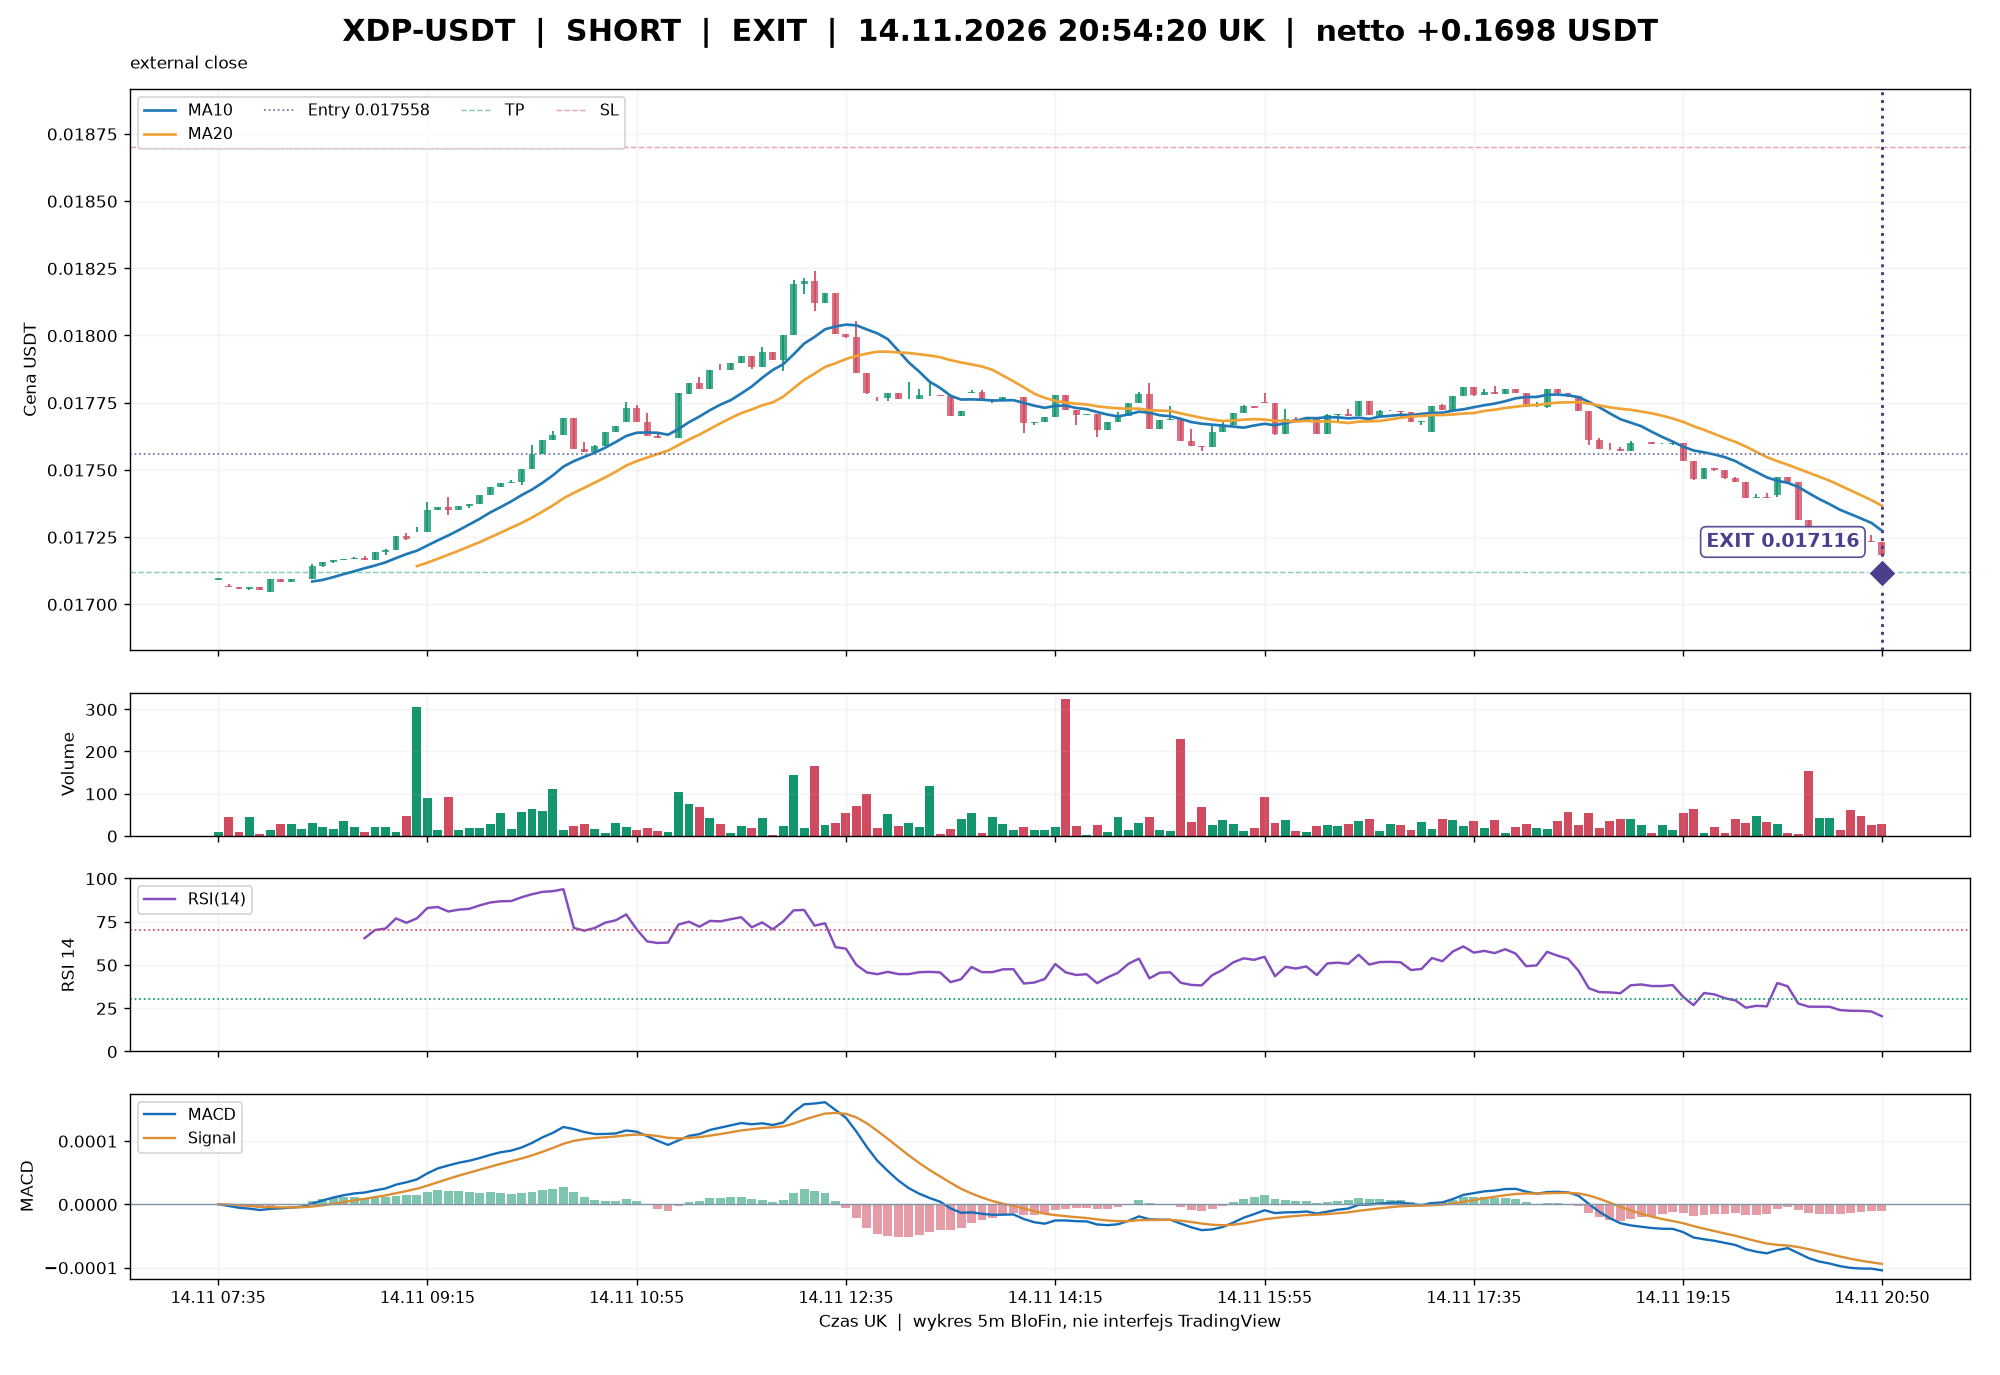 XDP-USDT | SHORT | EXIT | 14.11.2026 20:54:20 UK | netto +0.1698 USDT
external close
MA10
MA20
Entry 0.017558
TP
SL
Cena USDT
0.01875
0.01850
0.01825
0.01800
0.01775
0.01750
0.01725
0.01700
EXIT 0.017116
Volume
300
200
100
0
RSI(14)
RSI 14
100
75
50
25
0
MACD
Signal
MACD
0.0001
0.0000
−0.0001
14.11 07:35
14.11 09:15
14.11 10:55
14.11 12:35
14.11 14:15
14.11 15:55
14.11 17:35
14.11 19:15
14.11 20:50
Czas UK | wykres 5m BloFin, nie interfejs TradingView